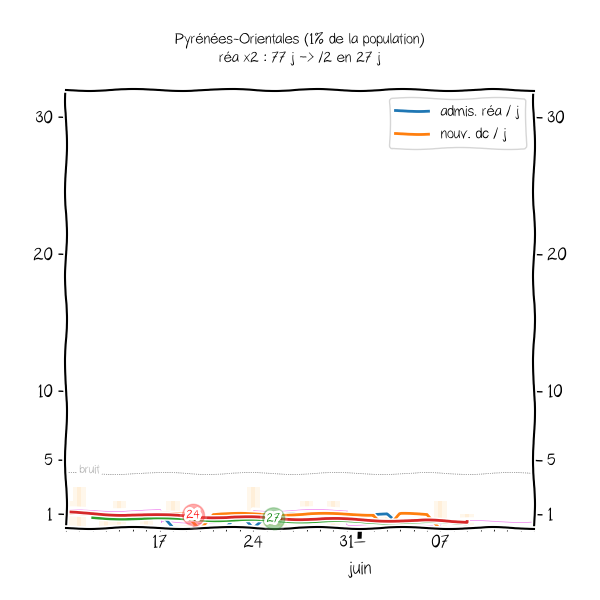 Pyrénées-Orientales (1% de la population)
réa x2 : 77 j -> /2 en 27 j
admis. réa / j
nouv. dc / j
30 30
20 20
10 10
5 5
bruit
1 1
24 27
17 24 31 07
juin